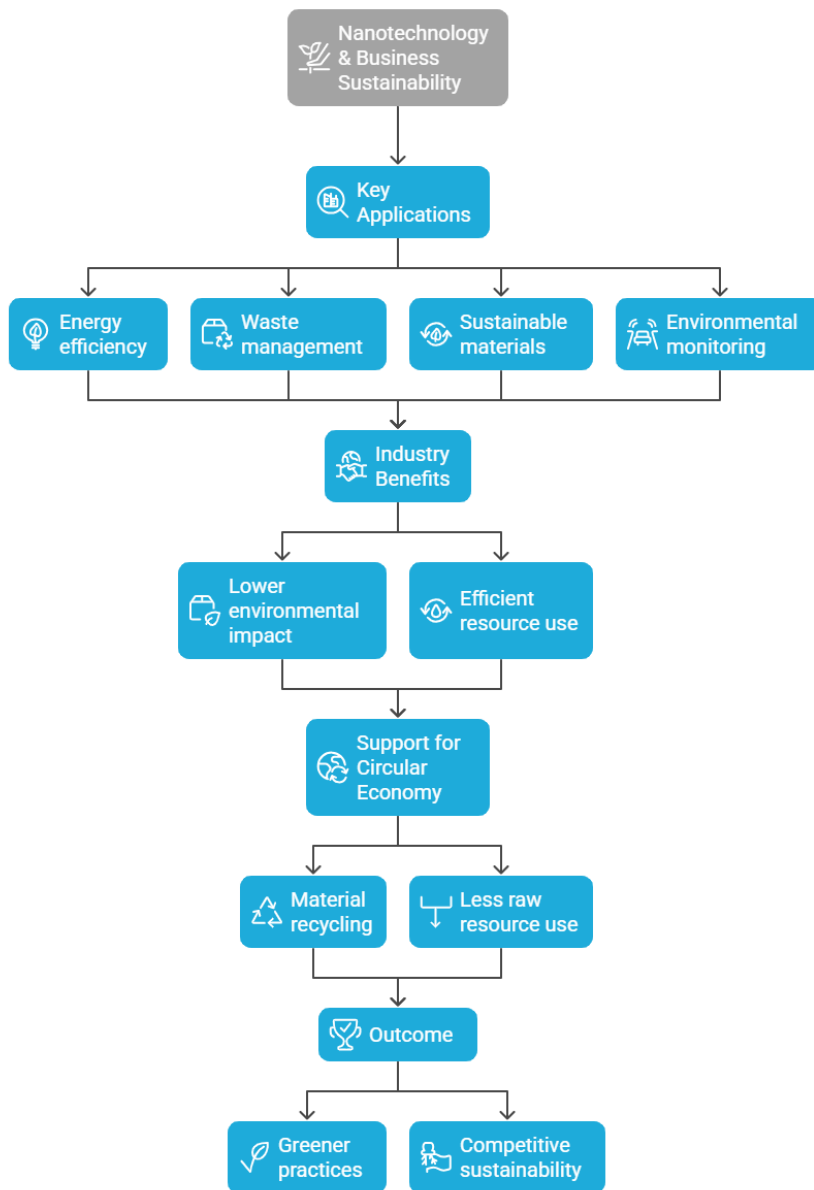 Nanotechnology
& Business
Sustainability
Key
Applications
Energy
efficiency
Waste
management
Sustainable
materials
Environmental
monitoring
Industry
Benefits
Lower
environmental
impact
Efficient
resource use
Support for
Circular
Economy
Material
recycling
Less raw
resource use
Outcome
Greener
practices
Competitive
sustainability